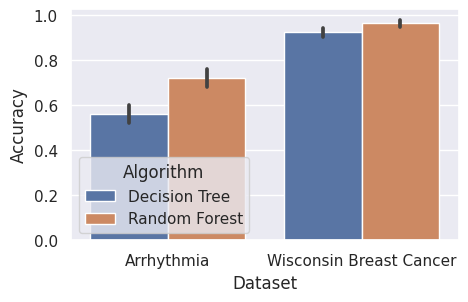 1.0
0.8
0.6
0.4
0.2
0.0
Accuracy
Algorithm
Decision Tree
Random Forest
Arrhythmia
Wisconsin Breast Cancer
Dataset